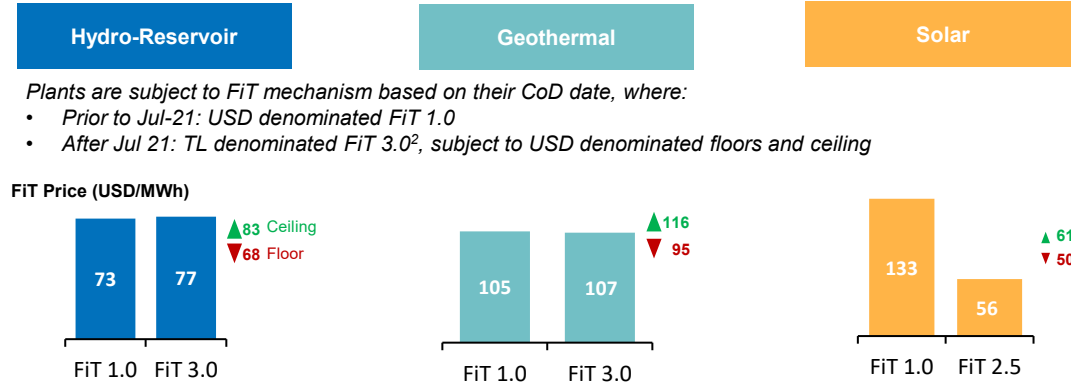 Hydro-Reservoir
Geothermal
Solar
Plants are subject to FiT mechanism based on their CoD date, where:
• Prior to Jul-21: USD denominated FiT 1.0
• After Jul 21: TL denominated FiT 3.0², subject to USD denominated floors and ceiling
FiT Price (USD/MWh)
73
77
83 Ceiling
68 Floor
FiT 1.0 FiT 3.0
105
107
116
95
FiT 1.0 FiT 3.0
133
56
61
50
FiT 1.0 FiT 2.5